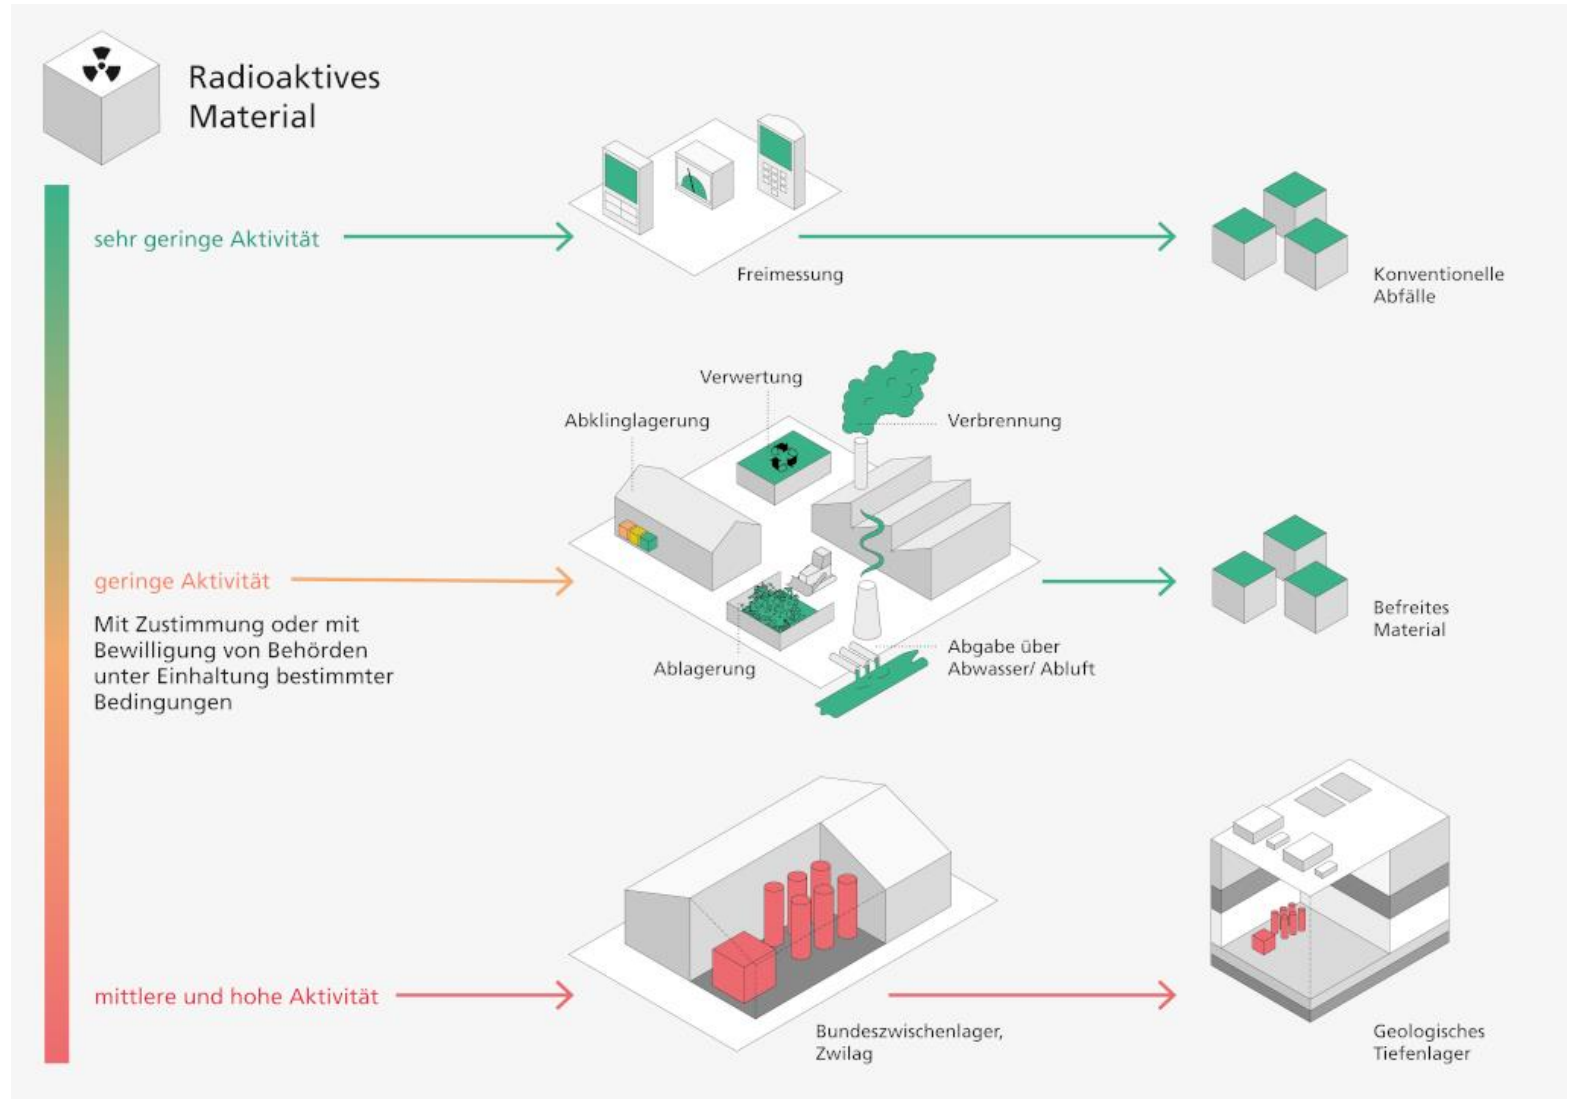 Radioaktives
Material
sehr geringe Aktivität
Freimessung
Konventionelle
Abfälle
Verwertung
Abklinglagerung
Verbrennung
geringe Aktivität
Mit Zustimmung oder mit
Bewilligung von Behörden
unter Einhaltung bestimmter
Bedingungen
Ablagerung
Abgabe über
Abwasser/ Abluft
Befreites
Material
mittlere und hohe Aktivität
Bundeszwischenlager,
Zwilag
Geologisches
Tiefenlager